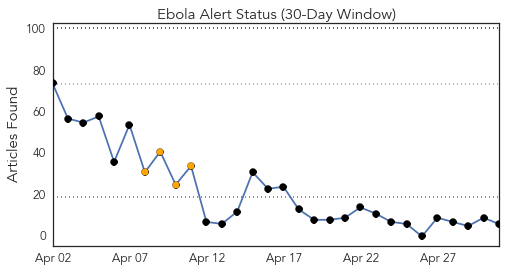 Ebola Alert Status (30-Day Window)
Articles Found
100
80
60
40
20
0
Apr 02 Apr 07 Apr 12 Apr 17 Apr 22 Apr 27